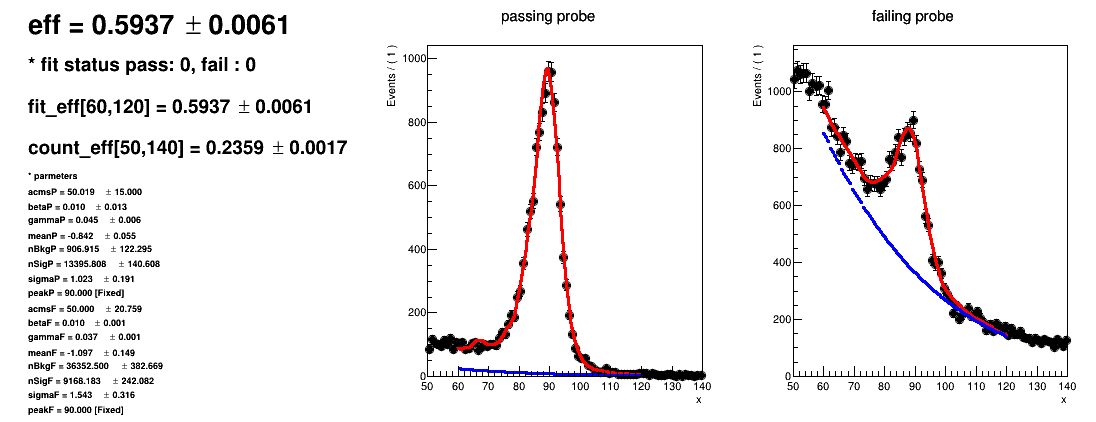 eff = 0.5937 ± 0.0061
* fit status pass: 0, fail : 0
fit_eff[60,120] = 0.5937 ± 0.0061
count_eff[50,140] = 0.2359 ± 0.0017
* parmeters
acmsP = 50.019 ± 15.000
betaP = 0.010 ± 0.013
gammaP = 0.045 ± 0.006
meanP = -0.842 ± 0.055
nBkgP = 906.915 ± 122.295
nSigP = 13395.808 ± 140.608
sigmaP = 1.023 ± 0.191
peakP = 90.000 [Fixed]
acmsF = 50.000 ± 20.759
betaF = 0.010 ± 0.001
gammaF = 0.037 ± 0.001
meanF = -1.097 ± 0.149
nBkgF = 36352.500 ± 382.669
nSigF = 9168.183 ± 242.082
sigmaF = 1.543 ± 0.316
peakF = 90.000 [Fixed]
passing probe
Events / ( 1 )
1000
800
600
400
200
0
50 60 70 80 90 100 110 120 130 140
x
failing probe
Events / ( 1 )
1000
800
600
400
200
0
50 60 70 80 90 100 110 120 130 140
x